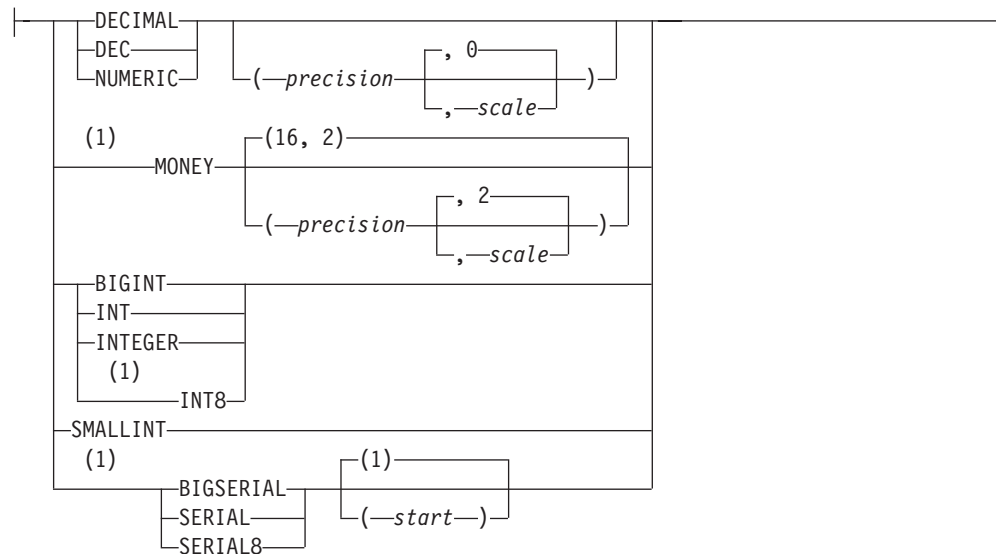 DECIMAL
DEC , 0
NUMERIC ( precision )
, scale
(1) (16, 2)
MONEY
, 2
( precision )
, scale
BIGINT
INT
INTEGER
(1)
INT8
SMALLINT
(1) (1)
BIGSERIAL
SERIAL ( start )
SERIAL8